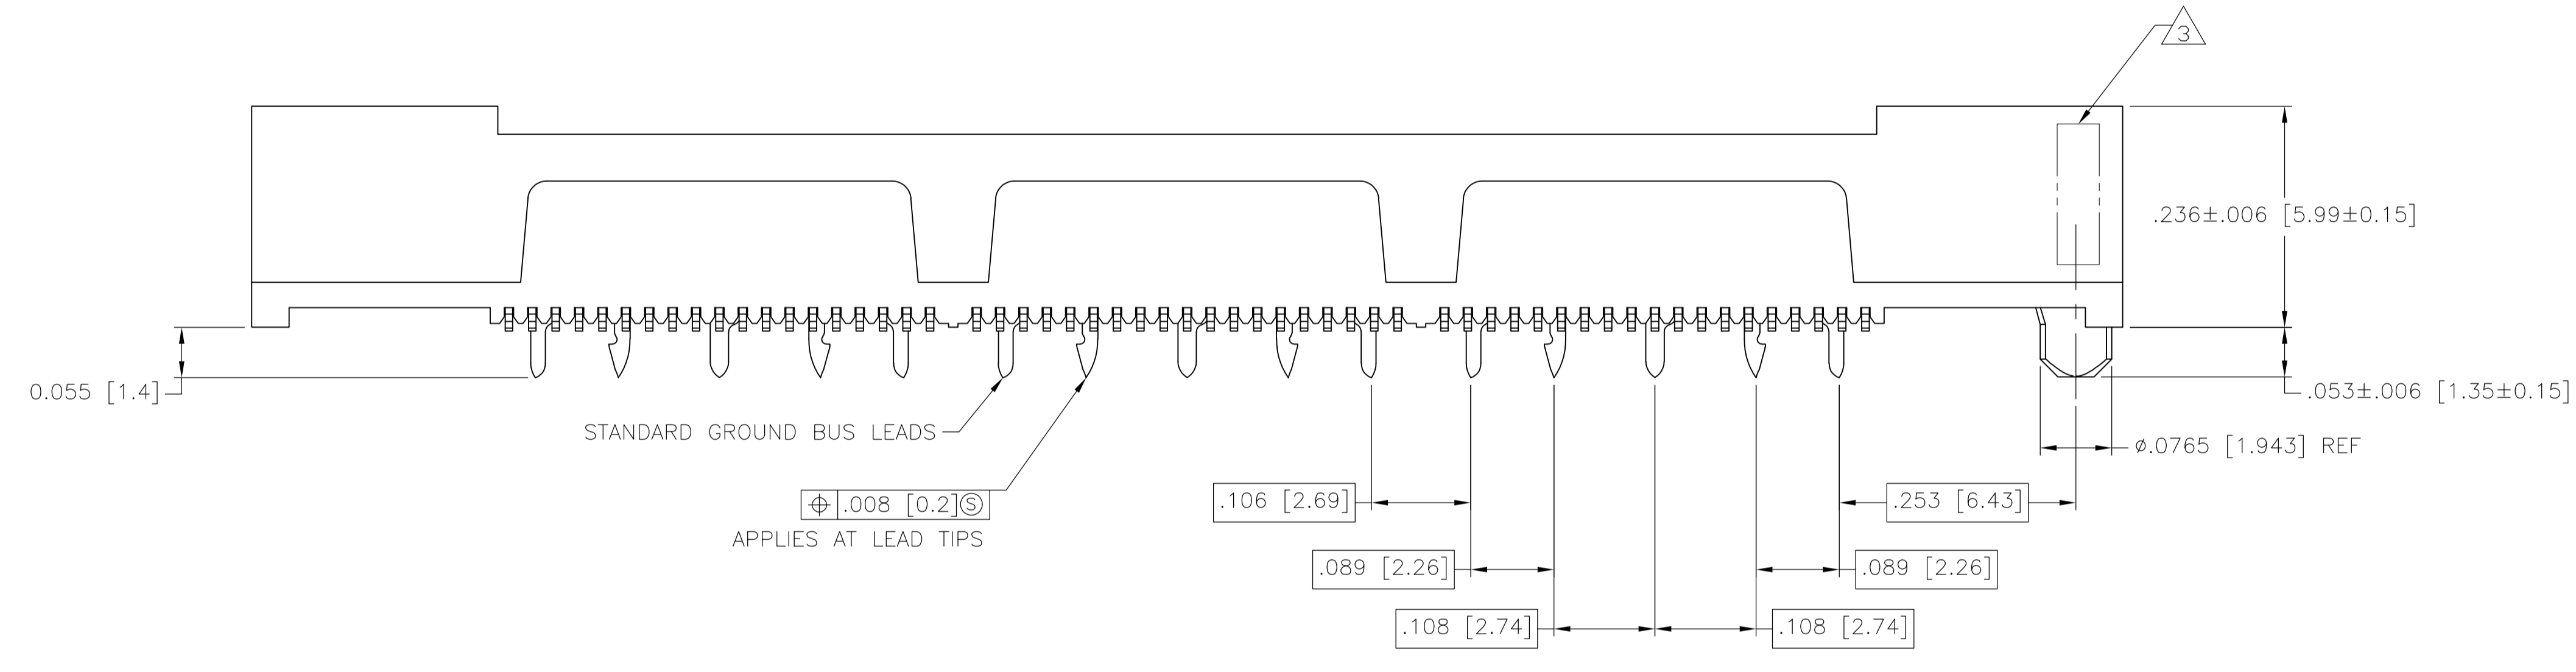 3
.236±.006 [5.99±0.15]
0.055 [1.4]
.053±.006 [1.35±0.15]
STANDARD GROUND BUS LEADS
ø.0765 [1.943] REF
⌖ .008 [0.2]Ⓢ
APPLIES AT LEAD TIPS
.106 [2.69]
.253 [6.43]
.089 [2.26]
.089 [2.26]
.108 [2.74]
.108 [2.74]